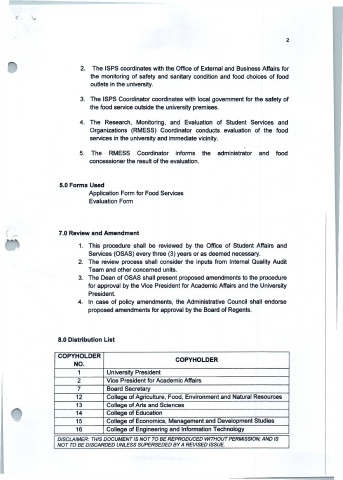 2
2. The ISPS coordinates with the Office of External and Business Affairs for
the monitoring of safety and sanitary condition and food choices of food
outlets in the university.
3. The ISPS Coordinator coordinates with local government for the safety of
the food service outside the university premises.
4. The Research, Monitoring, and Evaluation of Student Services and
Organizations (RMESS) Coordinator conducts evaluation of the food
services in the university and immediate vicinity.
5. The RMESS Coordinator informs the administrator and food
concessioner the result of the evaluation.
5.0 Forms Used
Application Form for Food Services
Evaluation Form
7.0 Review and Amendment
1. This procedure shall be reviewed by the Office of Student Affairs and
Services (OSAS) every three (3) years or as deemed necessary.
2. The review process shall consider the inputs from Internal Quality Audit
Team and other concerned units.
3. The Dean of OSAS shall present proposed amendments to the procedure
for approval by the Vice President for Academic Affairs and the University
President.
4. In case of policy amendments, the Administrative Council shall endorse
proposed amendments for approval by the Board of Regents.
8.0 Distribution List
COPYHOLDER NO. COPYHOLDER
1 University President
2 Vice President for Academic Affairs
7 Board Secretary
12 College of Agriculture, Food, Environment and Natural Resources
13 College of Arts and Sciences
14 College of Education
15 College of Economics, Management and Development Studies
16 College of Engineering and Information Technology
DISCLAIMER: THIS DOCUMENT IS NOT TO BE REPRODUCED WITHOUT PERMISSION, AND IS
NOT TO BE DISCARDED UNLESS SUPERSEDED BY A REVISED ISSUE.